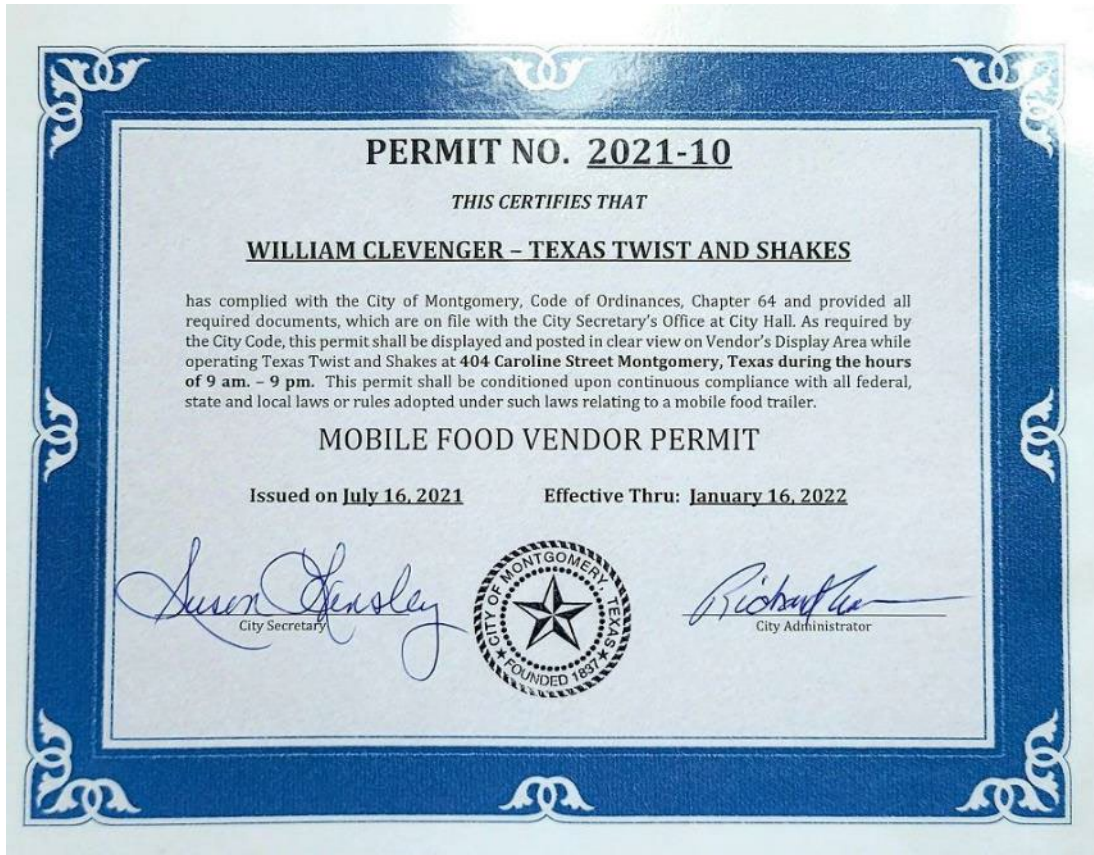 PERMIT NO. 2021-10
THIS CERTIFIES THAT
WILLIAM CLEVENGER – TEXAS TWIST AND SHAKES
has complied with the City of Montgomery, Code of Ordinances, Chapter 64 and provided all
required documents, which are on file with the City Secretary's Office at City Hall. As required by
the City Code, this permit shall be displayed and posted in clear view on Vendor's Display Area while
operating Texas Twist and Shakes at 404 Caroline Street Montgomery, Texas during the hours
of 9 am. – 9 pm. This permit shall be conditioned upon continuous compliance with all federal,
state and local laws or rules adopted under such laws relating to a mobile food trailer.
MOBILE FOOD VENDOR PERMIT
Issued on July 16, 2021 Effective Thru: January 16, 2022
Susan Hensley
Richard
City Secretary
City Administrator
CITY OF MONTGOMERY, TEXAS
FOUNDED 1837